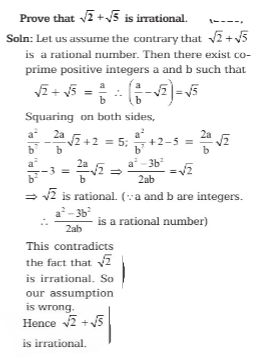 Prove that √2 + √5 is irrational.
Soln: Let us assume the contrary that √2 + √5
is a rational number. Then there exist co-
prime positive integers a and b such that
√2 + √5 = a/b ∴ (a/b − √2) = √5
Squaring on both sides,
a²/b² − 2a/b √2 + 2 = 5; a²/b² + 2 − 5 = 2a/b √2
a²/b² − 3 = 2a/b √2 ⇒ (a² − 3b²)/2ab = √2
⇒ √2 is rational. (∵ a and b are integers.
∴ (a² − 3b²)/2ab is a rational number)
This contradicts
the fact that √2
is irrational. So
our assumption
is wrong.
Hence √2 + √5
is irrational.